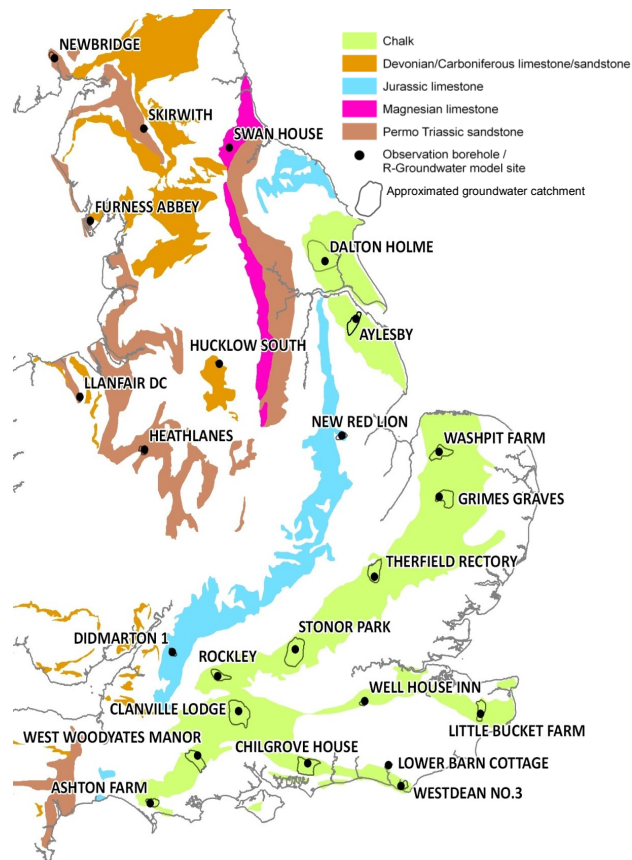 NEWBRIDGE
Chalk
Devonian/Carboniferous limestone/sandstone
Jurassic limestone
Magnesian limestone
Permo Triassic sandstone
Observation borehole /
R-Groundwater model site
Approximated groundwater catchment
SKIRWITH
SWAN HOUSE
FURNESS ABBEY
DALTON HOLME
AYLESBY
HUCKLOW SOUTH
LLANFAIR DC
NEW RED LION
HEATHLANES
WASHPIT FARM
GRIMES GRAVES
THERFIELD RECTORY
DIDMARTON 1
STONOR PARK
ROCKLEY
WELL HOUSE INN
CLANVILLE LODGE
LITTLE BUCKET FARM
WEST WOODYATES MANOR
CHILGROVE HOUSE
LOWER BARN COTTAGE
ASHTON FARM
WESTDEAN NO.3